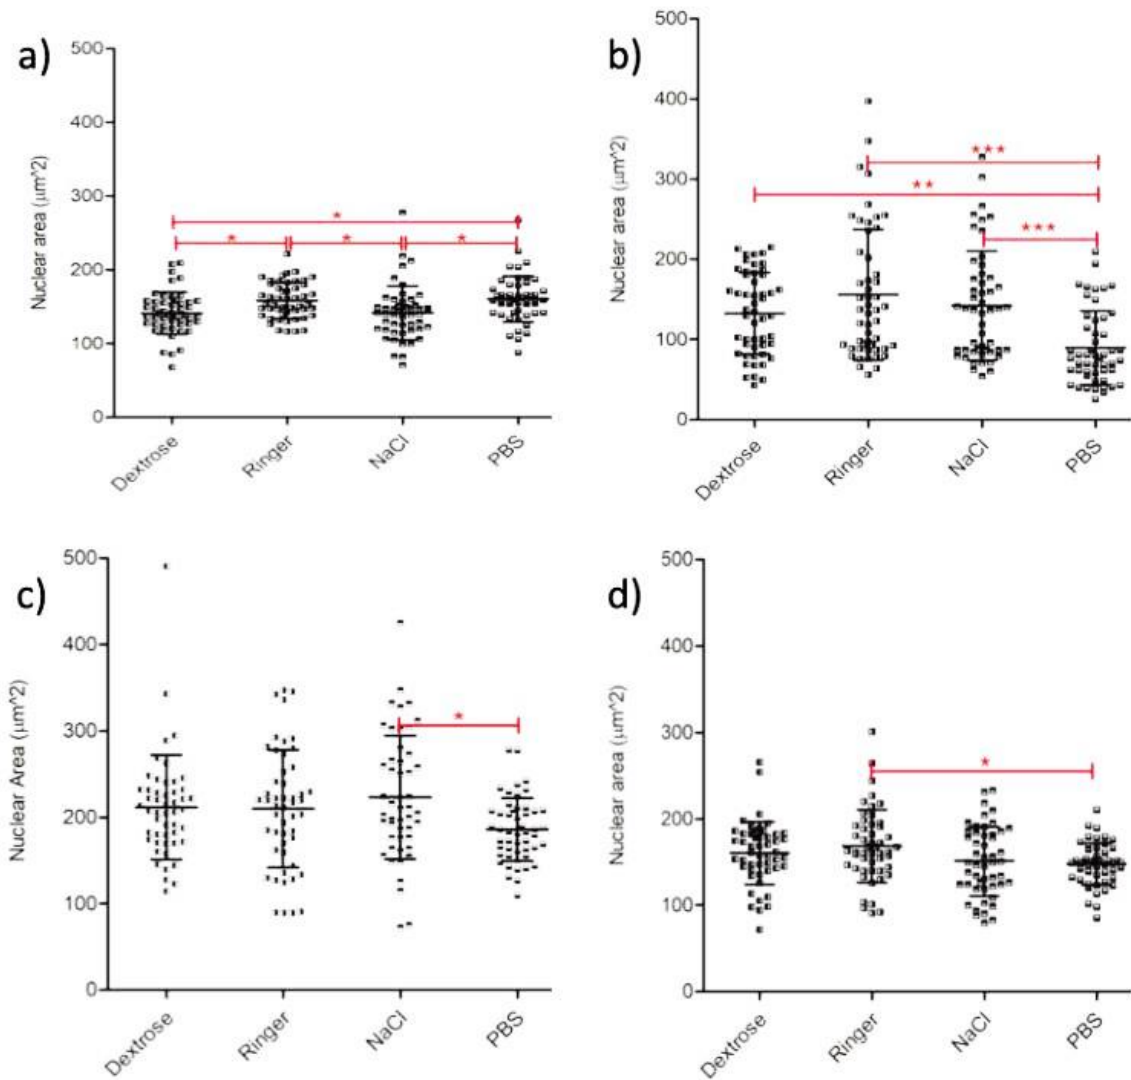 a)
Nuclear area (µm^2)
500
400
300
200
100
0
*
*
*
*
Dextrose
Ringer
NaCl
PBS
b)
Nuclear area (µm^2)
500
400
300
200
100
0
***
**
***
Dextrose
Ringer
NaCl
PBS
c)
Nuclear Area (µm^2)
500
400
300
200
100
0
*
Dextrose
Ringer
NaCl
PBS
d)
Nuclear area (µm^2)
500
400
300
200
100
0
*
Dextrose
Ringer
NaCl
PBS